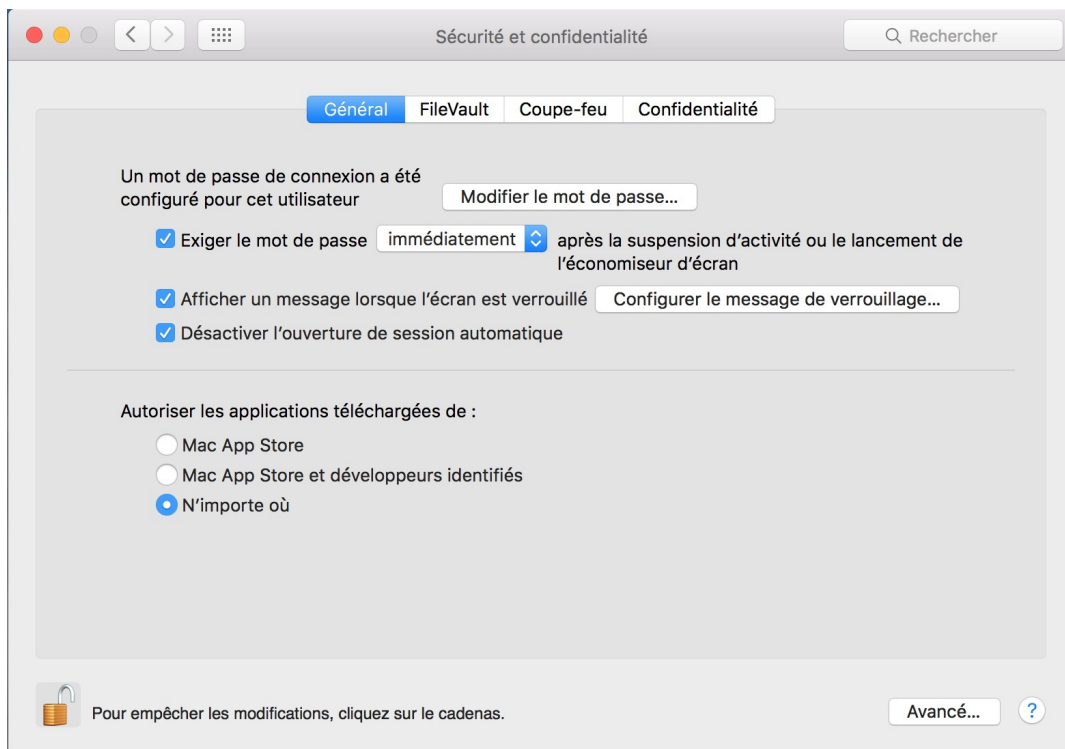 Sécurité et confidentialité
Rechercher
Général FileVault Coupe-feu Confidentialité
Un mot de passe de connexion a été
configuré pour cet utilisateur
Modifier le mot de passe...
Exiger le mot de passe immédiatement après la suspension d’activité ou le lancement de
l’économiseur d’écran
Afficher un message lorsque l’écran est verrouillé Configurer le message de verrouillage...
Désactiver l’ouverture de session automatique
Autoriser les applications téléchargées de :
Mac App Store
Mac App Store et développeurs identifiés
N’importe où
Pour empêcher les modifications, cliquez sur le cadenas.
Avancé... ?